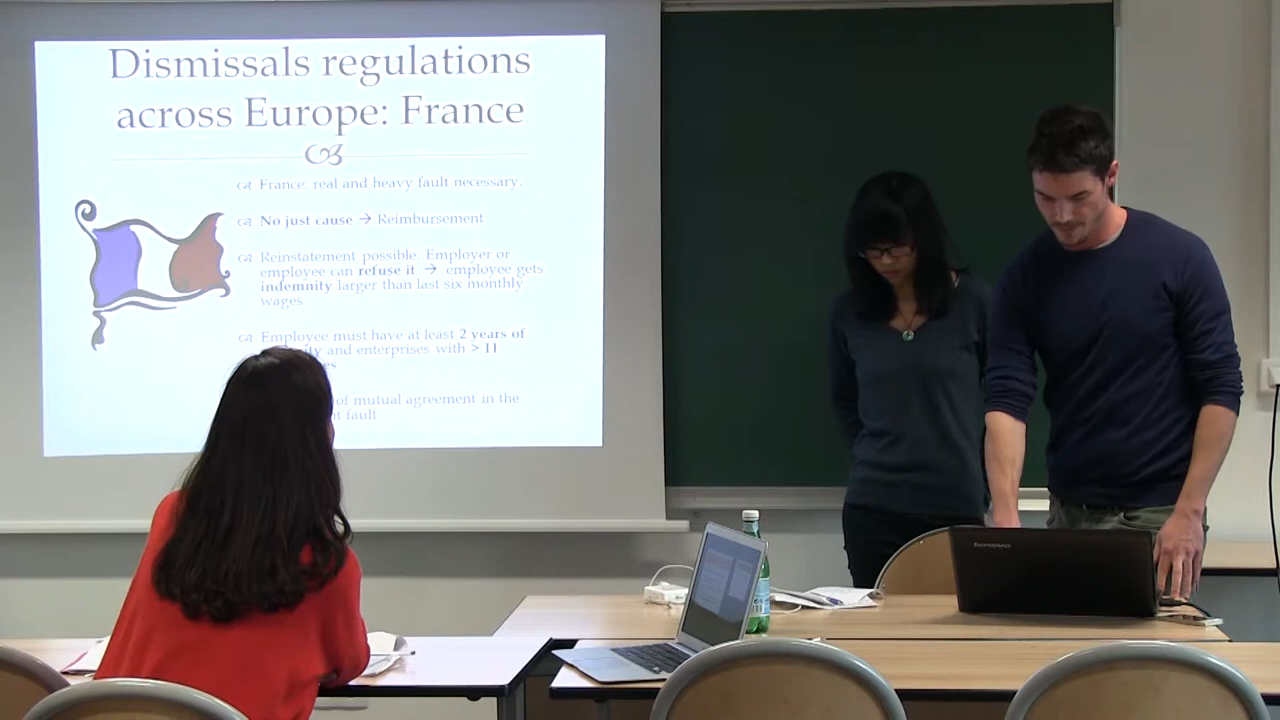 Dismissals regulations
across Europe: France
France: real and heavy fault necessary.
No just cause → Reimbursement
Reinstatement possible. Employer or
employee can refuse it → employee gets
indemnity larger than last six monthly
wages
Employee must have at least 2 years of
and enterprises with > 11
of mutual agreement in the
fault
lenovo